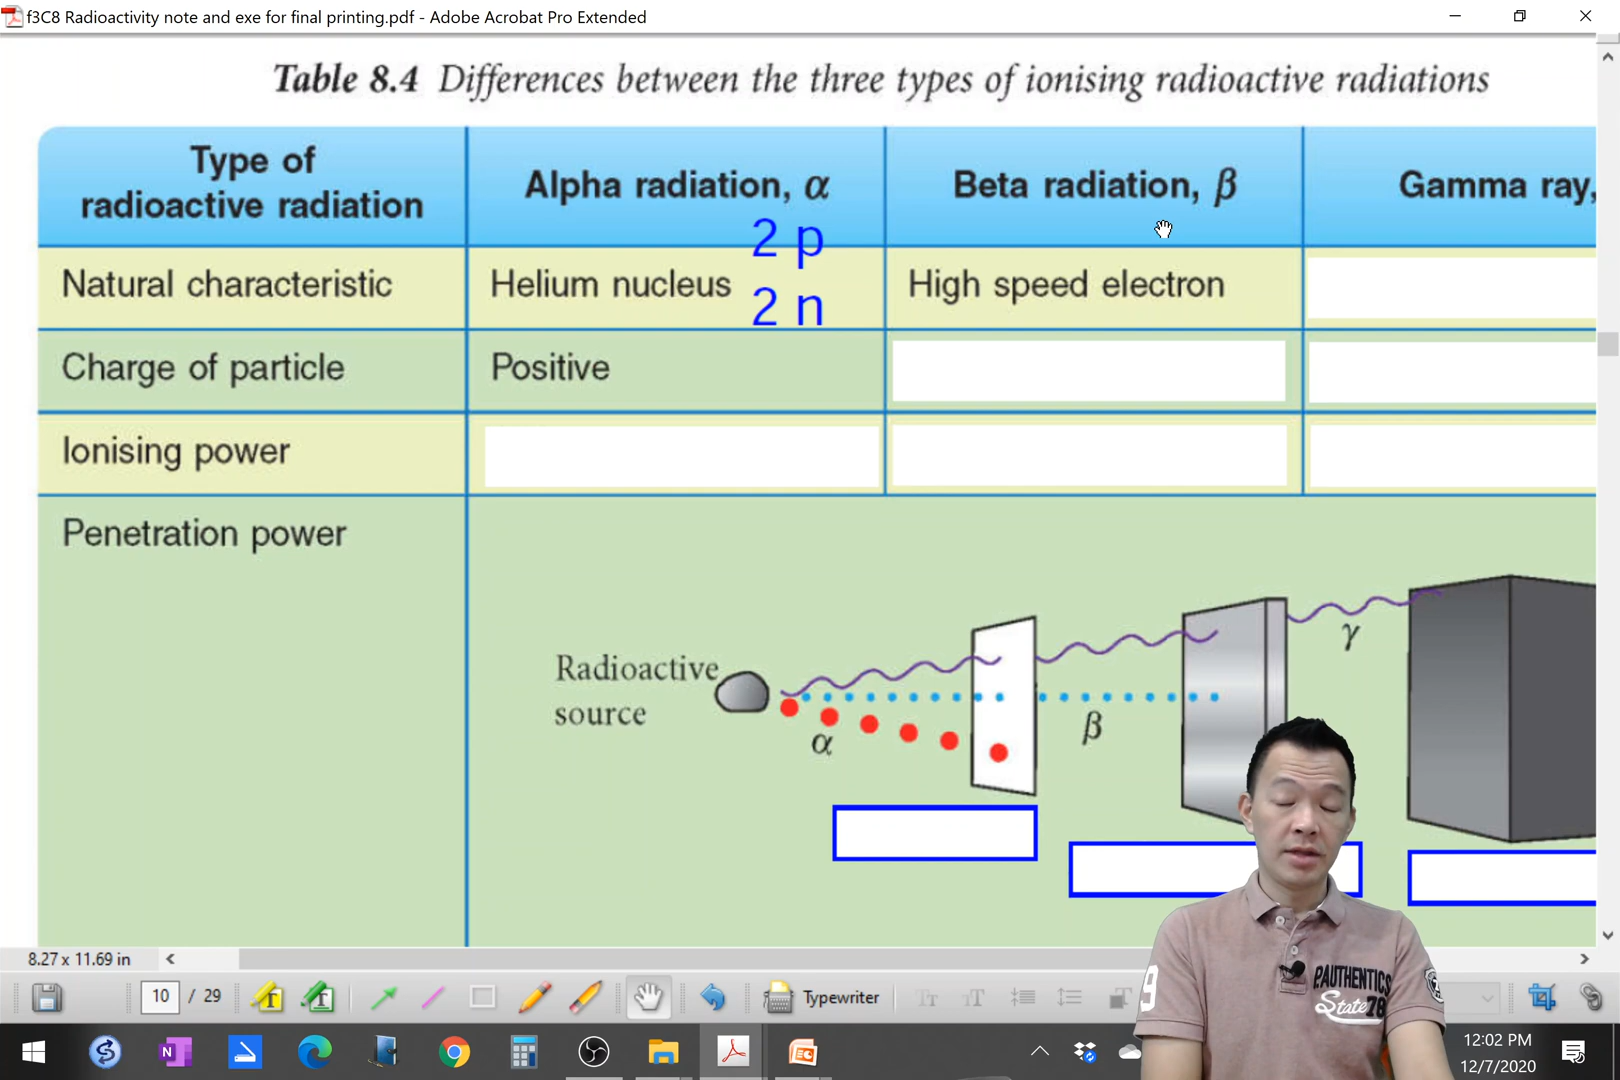 f3C8 Radioactivity note and exe for final printing.pdf - Adobe Acrobat Pro Extended
Table 8.4 Differences between the three types of ionising radioactive radiations
Type of
radioactive radiation
Alpha radiation, α
Beta radiation, β
Gamma ray,
2 p
Natural characteristic
Helium nucleus
2 n
High speed electron
Charge of particle
Positive
Ionising power
Penetration power
Radioactive
source
α
β
γ
8.27 x 11.69 in
10 / 29
Typewriter
9
AUTHENTICS
State 78
12:02 PM
12/7/2020